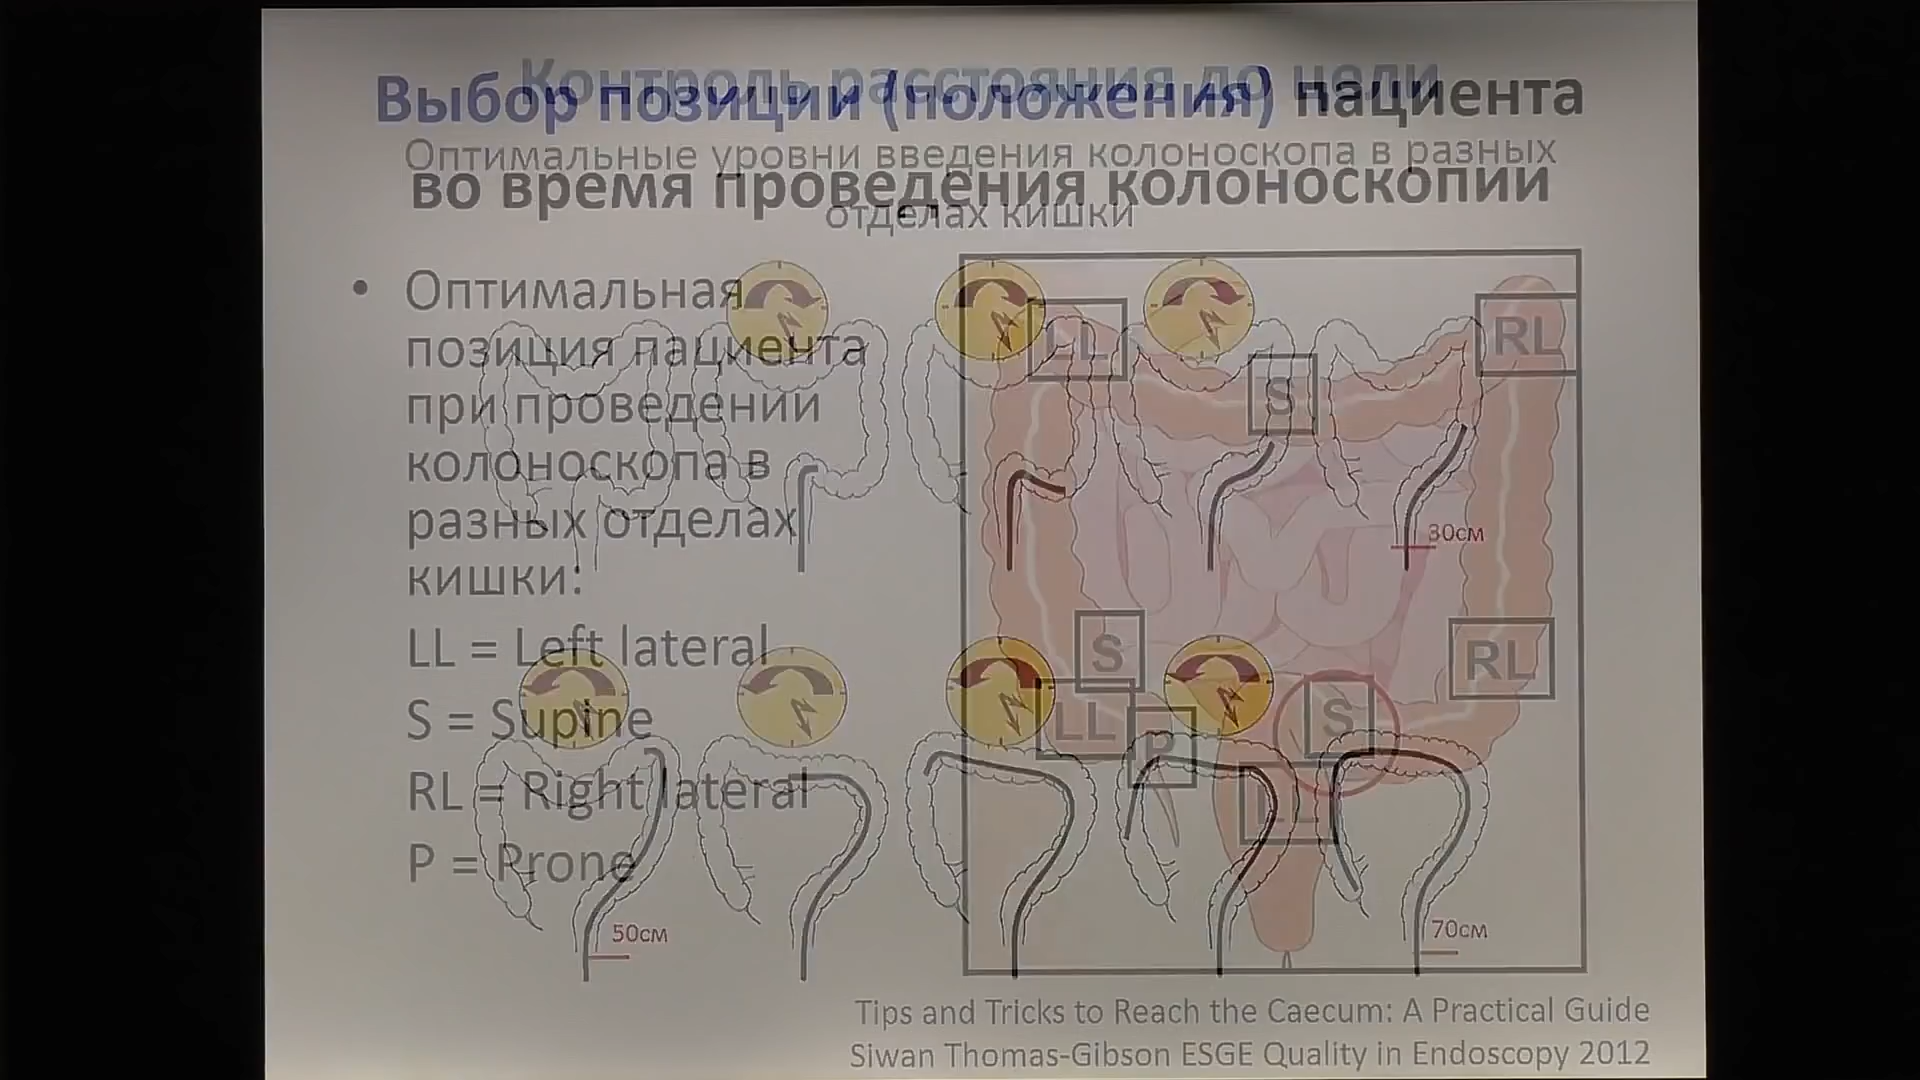 Контроль расстояния до цели
Выбор позиции (положения) пациента
Оптимальные уровни введения колоноскопа в разных
во время проведения колоноскопии
отделах кишки
• Оптимальная
позиция пациента
при проведении
колоноскопа в
разных отделах
кишки:
LL = Left lateral
S = Supine
RL = Right lateral
P = Prone
LL
RL
S
30см
S
RL
LL
S
P
LL
50см
70см
Tips and Tricks to Reach the Caecum: A Practical Guide
Siwan Thomas-Gibson ESGE Quality in Endoscopy 2012